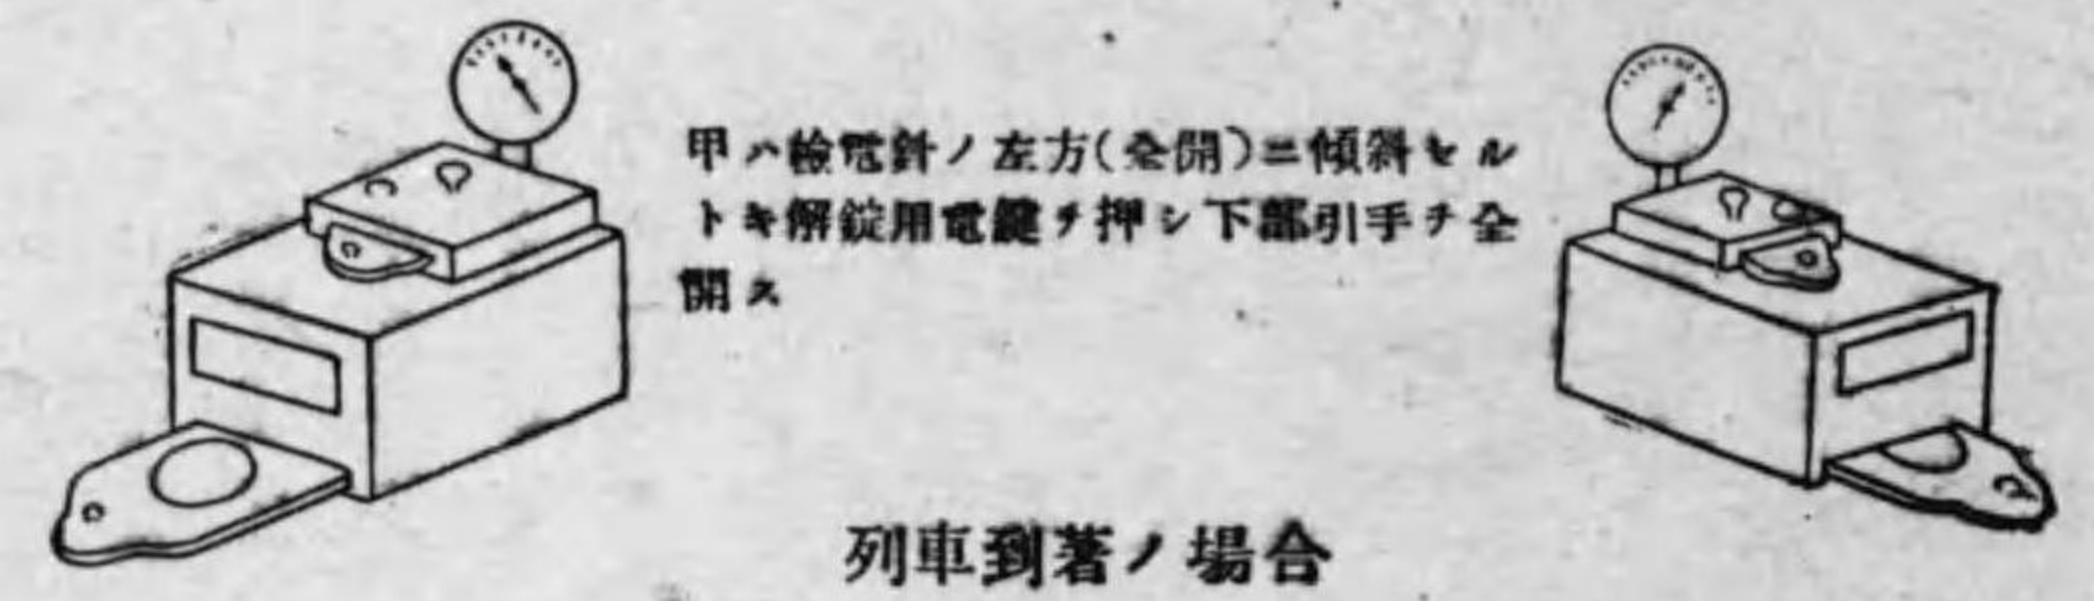 甲ハ檢電針ノ左方(全開)ニ傾斜セル
トキ解錠用電鍵ヲ押シ下部引手ヲ全
開ス
列車到著ノ場合